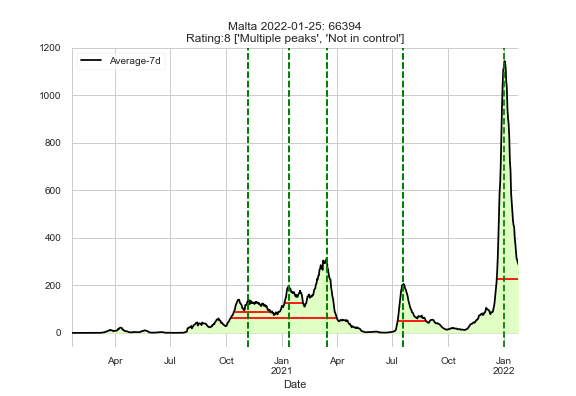 Malta 2022-01-25: 66394
Rating:8 ['Multiple peaks', 'Not in control']
Average-7d
1200
1000
800
600
400
200
0
Apr
Jul
Oct
Jan
2021
Apr
Jul
Oct
Jan
2022
Date